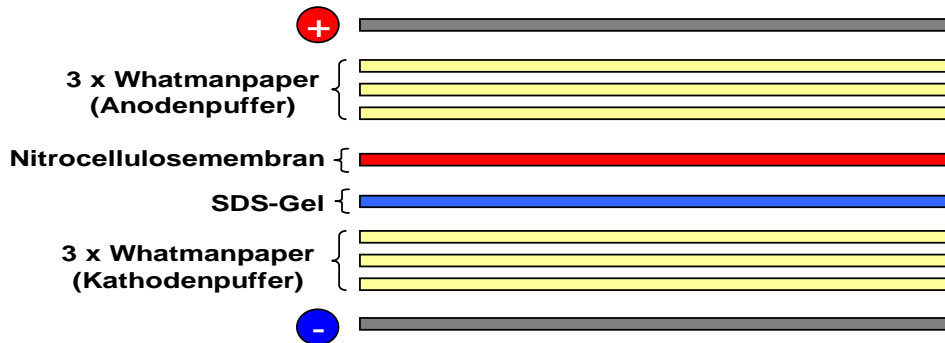 +
3 x Whatmanpaper
(Anodenpuffer)
Nitrocellulosemembran
SDS-Gel
3 x Whatmanpaper
(Kathodenpuffer)
-